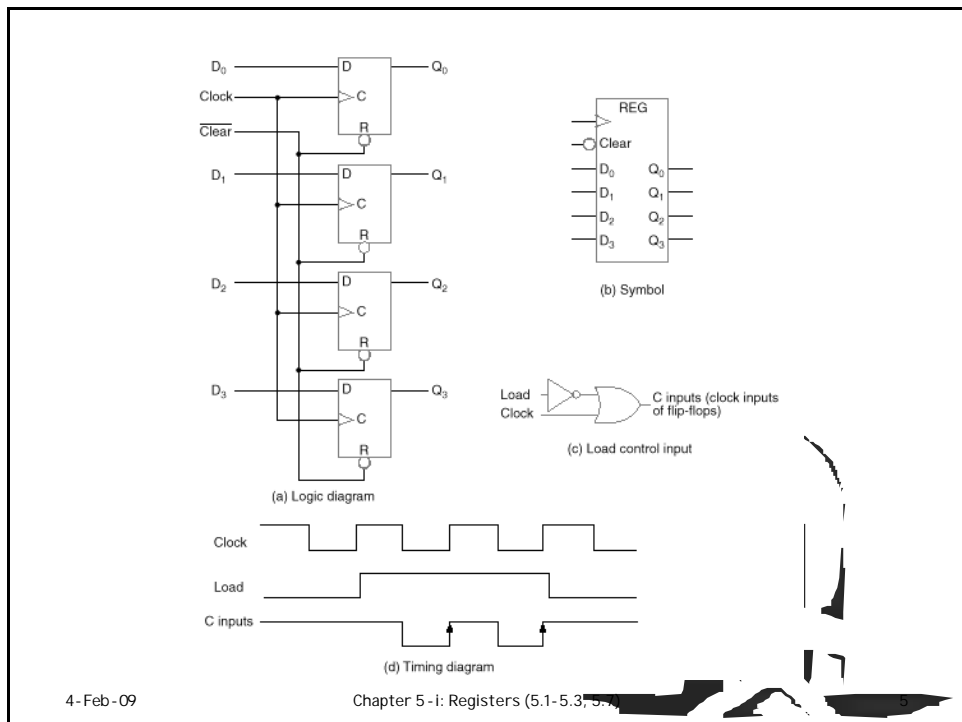 D₀ D Q₀
Clock C
C̅l̅e̅a̅r̅
R
D₁ D Q₁
C
R
D₂ D Q₂
C
R
D₃ D Q₃
C
R
(a) Logic diagram
REG
Clear
D₀ Q₀
D₁ Q₁
D₂ Q₂
D₃ Q₃
(b) Symbol
Load
Clock
C inputs (clock inputs
of flip-flops)
(c) Load control input
Clock
Load
C inputs
(d) Timing diagram
4-Feb-09 Chapter 5-i: Registers (5.1-5.3, 5.7) 5